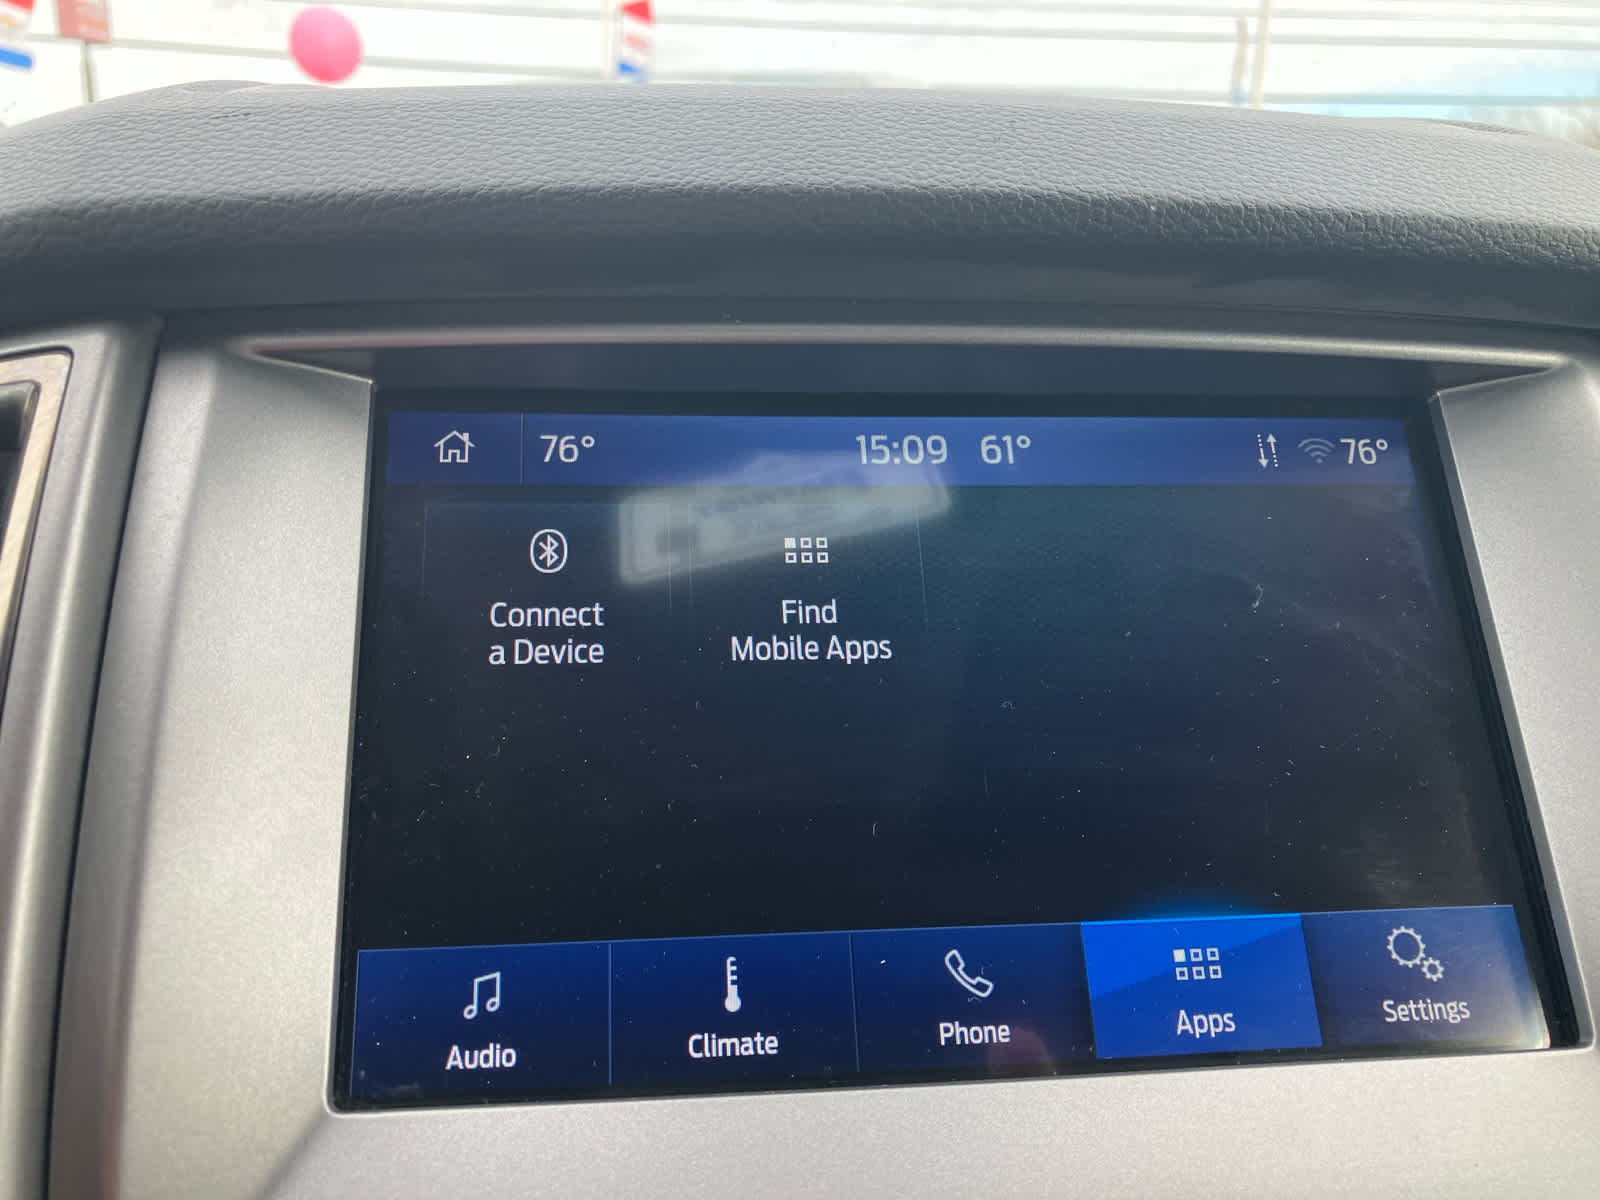 76° 15:09 61° 76°
Connect
a Device
Find
Mobile Apps
Audio
Climate
Phone
Apps
Settings